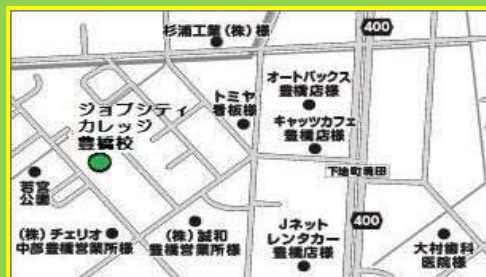 杉浦工業(株)様
400
オートバックス
豊橋店様
トミヤ
看板様
ジョブシティ
カレッジ
豊橋校
キャッツカフェ
豊橋店様
下地町境田
若宮
公園
400
(株)チェリオ
中部豊橋営業所様
(株)誠和
豊橋営業所様
Jネット
レンタカー
豊橋店様
大村歯科
医院様